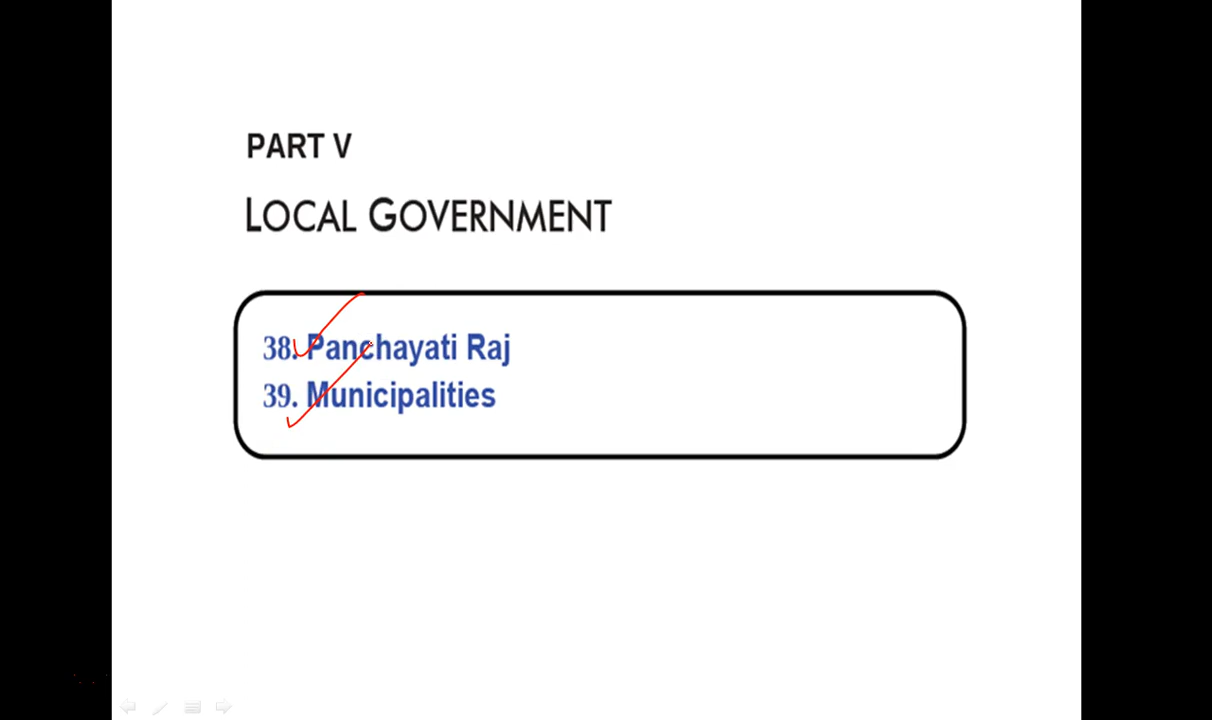 PART V
LOCAL GOVERNMENT
38. Panchayati Raj
39. Municipalities